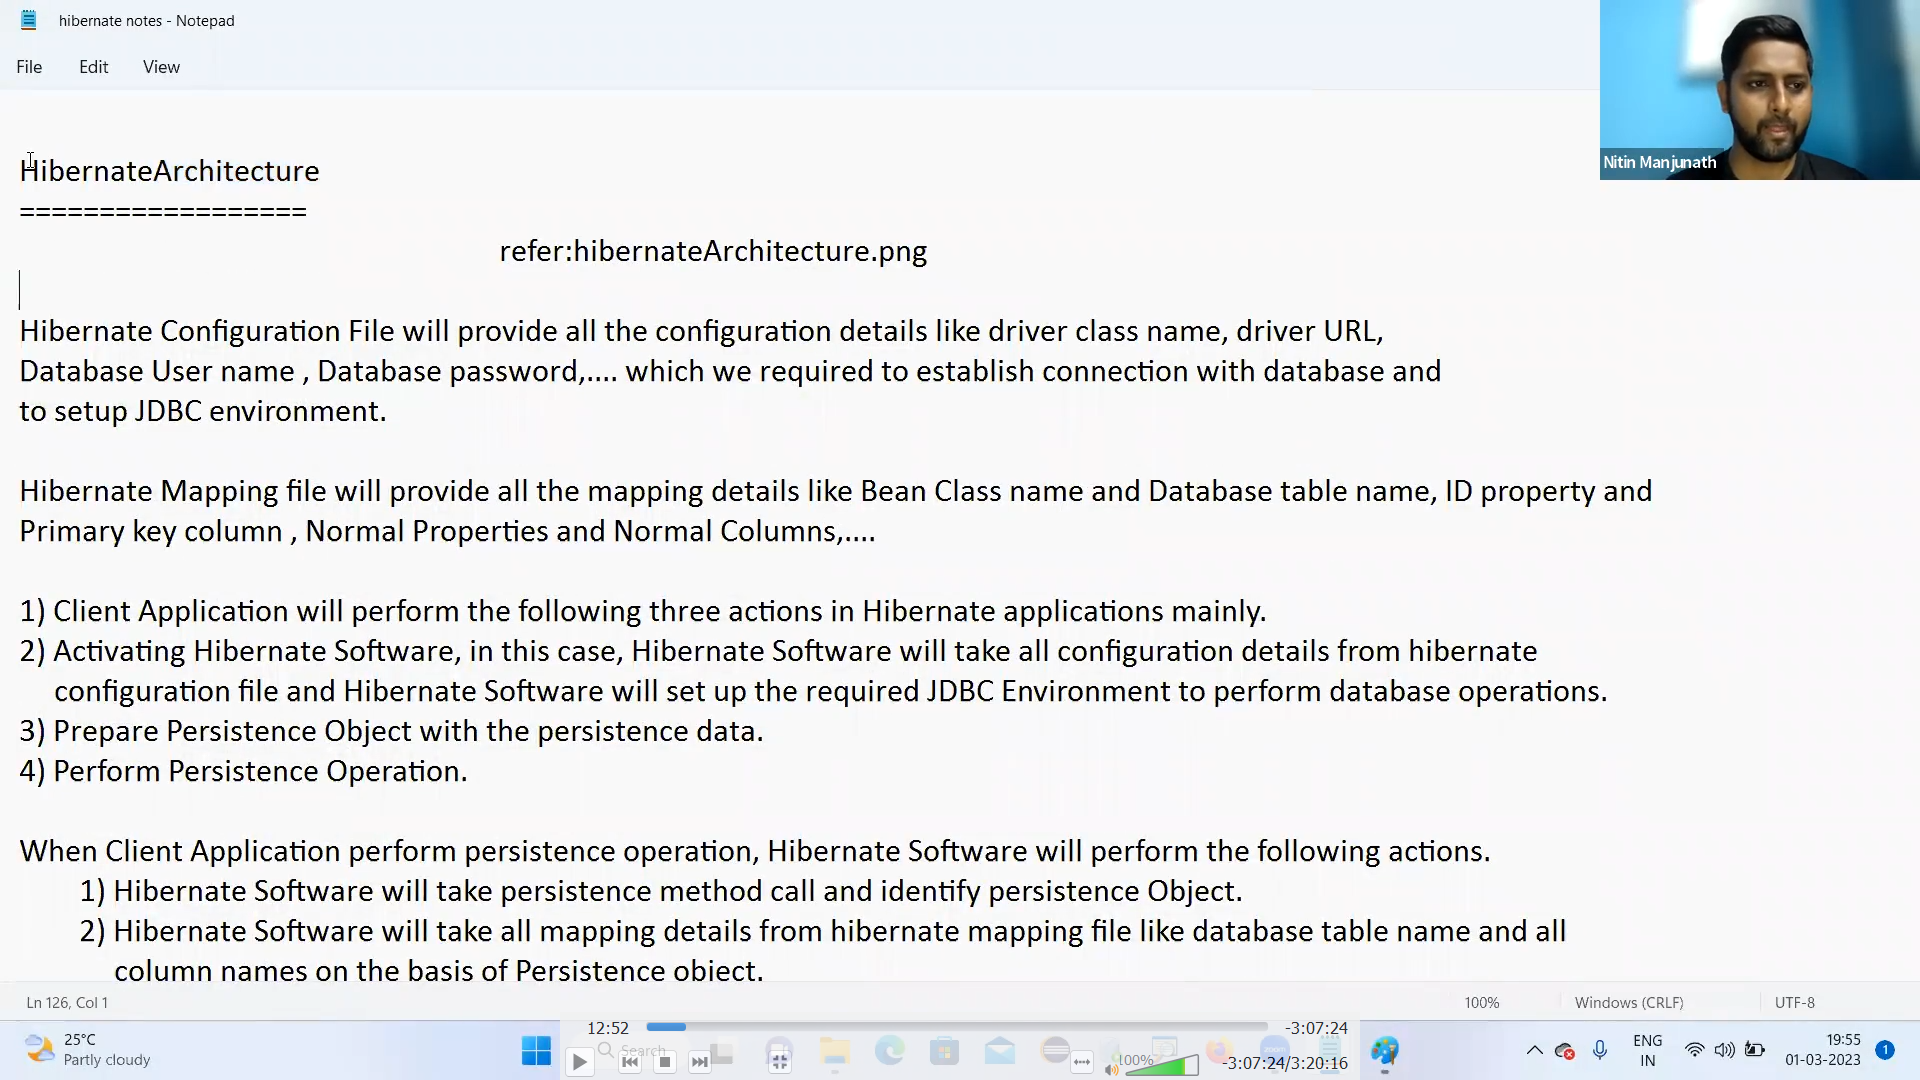 hibernate notes - Notepad
File Edit View
Nitin Manjunath
HibernateArchitecture
==================
refer:hibernateArchitecture.png
Hibernate Configuration File will provide all the configuration details like driver class name, driver URL,
Database User name , Database password,.... which we required to establish connection with database and
to setup JDBC environment.
Hibernate Mapping file will provide all the mapping details like Bean Class name and Database table name, ID property and
Primary key column , Normal Properties and Normal Columns,....
1) Client Application will perform the following three actions in Hibernate applications mainly.
2) Activating Hibernate Software, in this case, Hibernate Software will take all configuration details from hibernate
configuration file and Hibernate Software will set up the required JDBC Environment to perform database operations.
3) Prepare Persistence Object with the persistence data.
4) Perform Persistence Operation.
When Client Application perform persistence operation, Hibernate Software will perform the following actions.
1) Hibernate Software will take persistence method call and identify persistence Object.
2) Hibernate Software will take all mapping details from hibernate mapping file like database table name and all
column names on the basis of Persistence object.
Ln 126, Col 1 100% Windows (CRLF) UTF-8
25°C
Partly cloudy
12:52 -3:07:24
Search
100%
-3:07:24/3:20:16
ENG
IN
19:55
01-03-2023
1